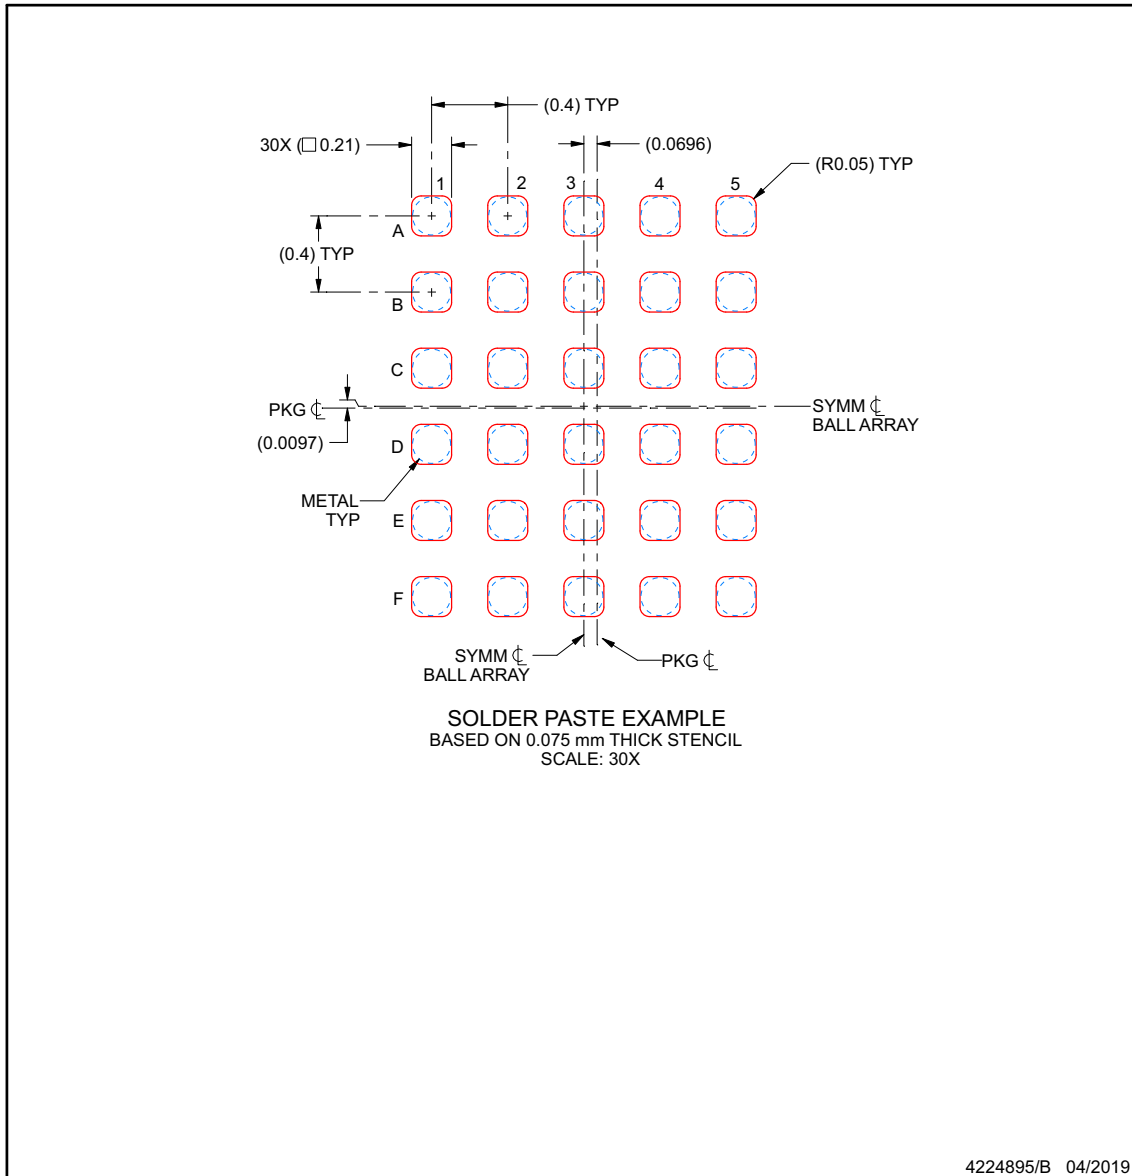 (0.4) TYP
30X (□ 0.21)
(0.0696)
(R0.05) TYP
1 2 3 4 5
A
(0.4) TYP
B
C
PKG ℄
SYMM ℄
BALL ARRAY
(0.0097)
D
METAL
TYP
E
F
SYMM ℄
BALL ARRAY
PKG ℄
SOLDER PASTE EXAMPLE
BASED ON 0.075 mm THICK STENCIL
SCALE: 30X
4224895/B 04/2019